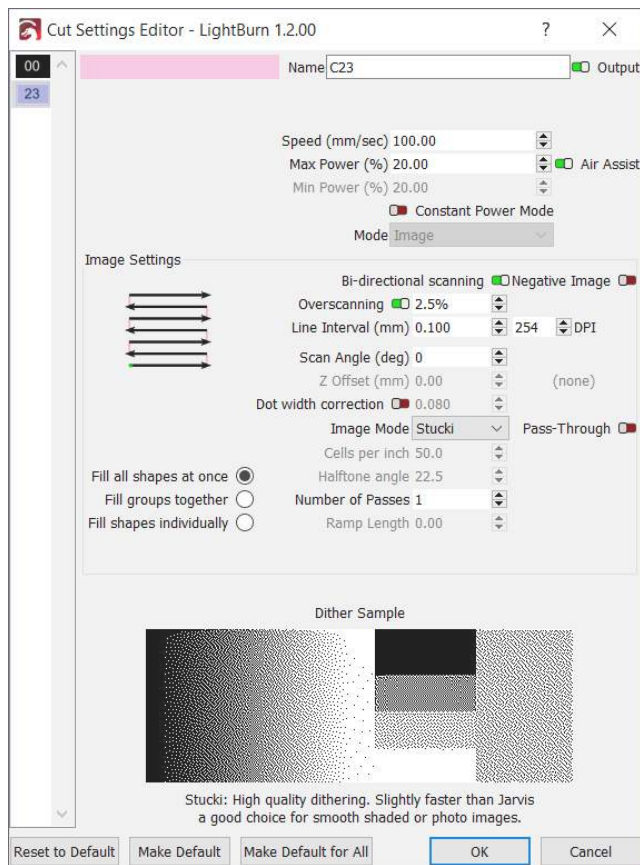 Cut Settings Editor - LightBurn 1.2.00 ?
00
23
Name C23 Output
Speed (mm/sec) 100.00
Max Power (%) 20.00 Air Assist
Min Power (%) 20.00
Constant Power Mode
Mode Image
Image Settings
Bi-directional scanning Negative Image
Overscanning 2.5%
Line Interval (mm) 0.100 254 DPI
Scan Angle (deg) 0
Z Offset (mm) 0.00 (none)
Dot width correction 0.080
Image Mode Stucki Pass-Through
Cells per inch 50.0
Fill all shapes at once Halftone angle 22.5
Fill groups together Number of Passes 1
Fill shapes individually Ramp Length 0.00
Dither Sample
Stucki: High quality dithering. Slightly faster than Jarvis
a good choice for smooth shaded or photo images.
Reset to Default Make Default Make Default for All OK Cancel